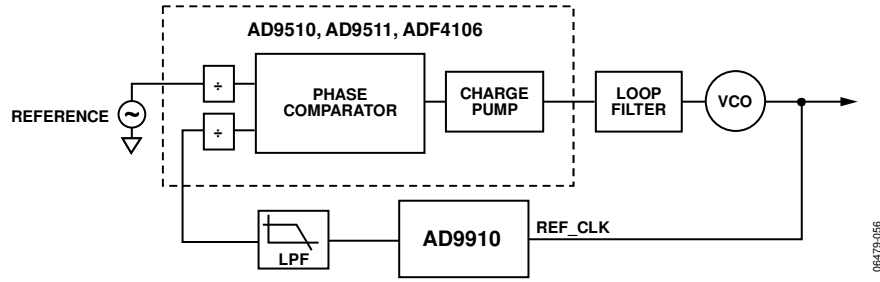 AD9510, AD9511, ADF4106
REFERENCE
~
÷
÷
PHASE
COMPARATOR
CHARGE
PUMP
LOOP
FILTER
VCO
LPF
AD9910
REF_CLK
06479-056